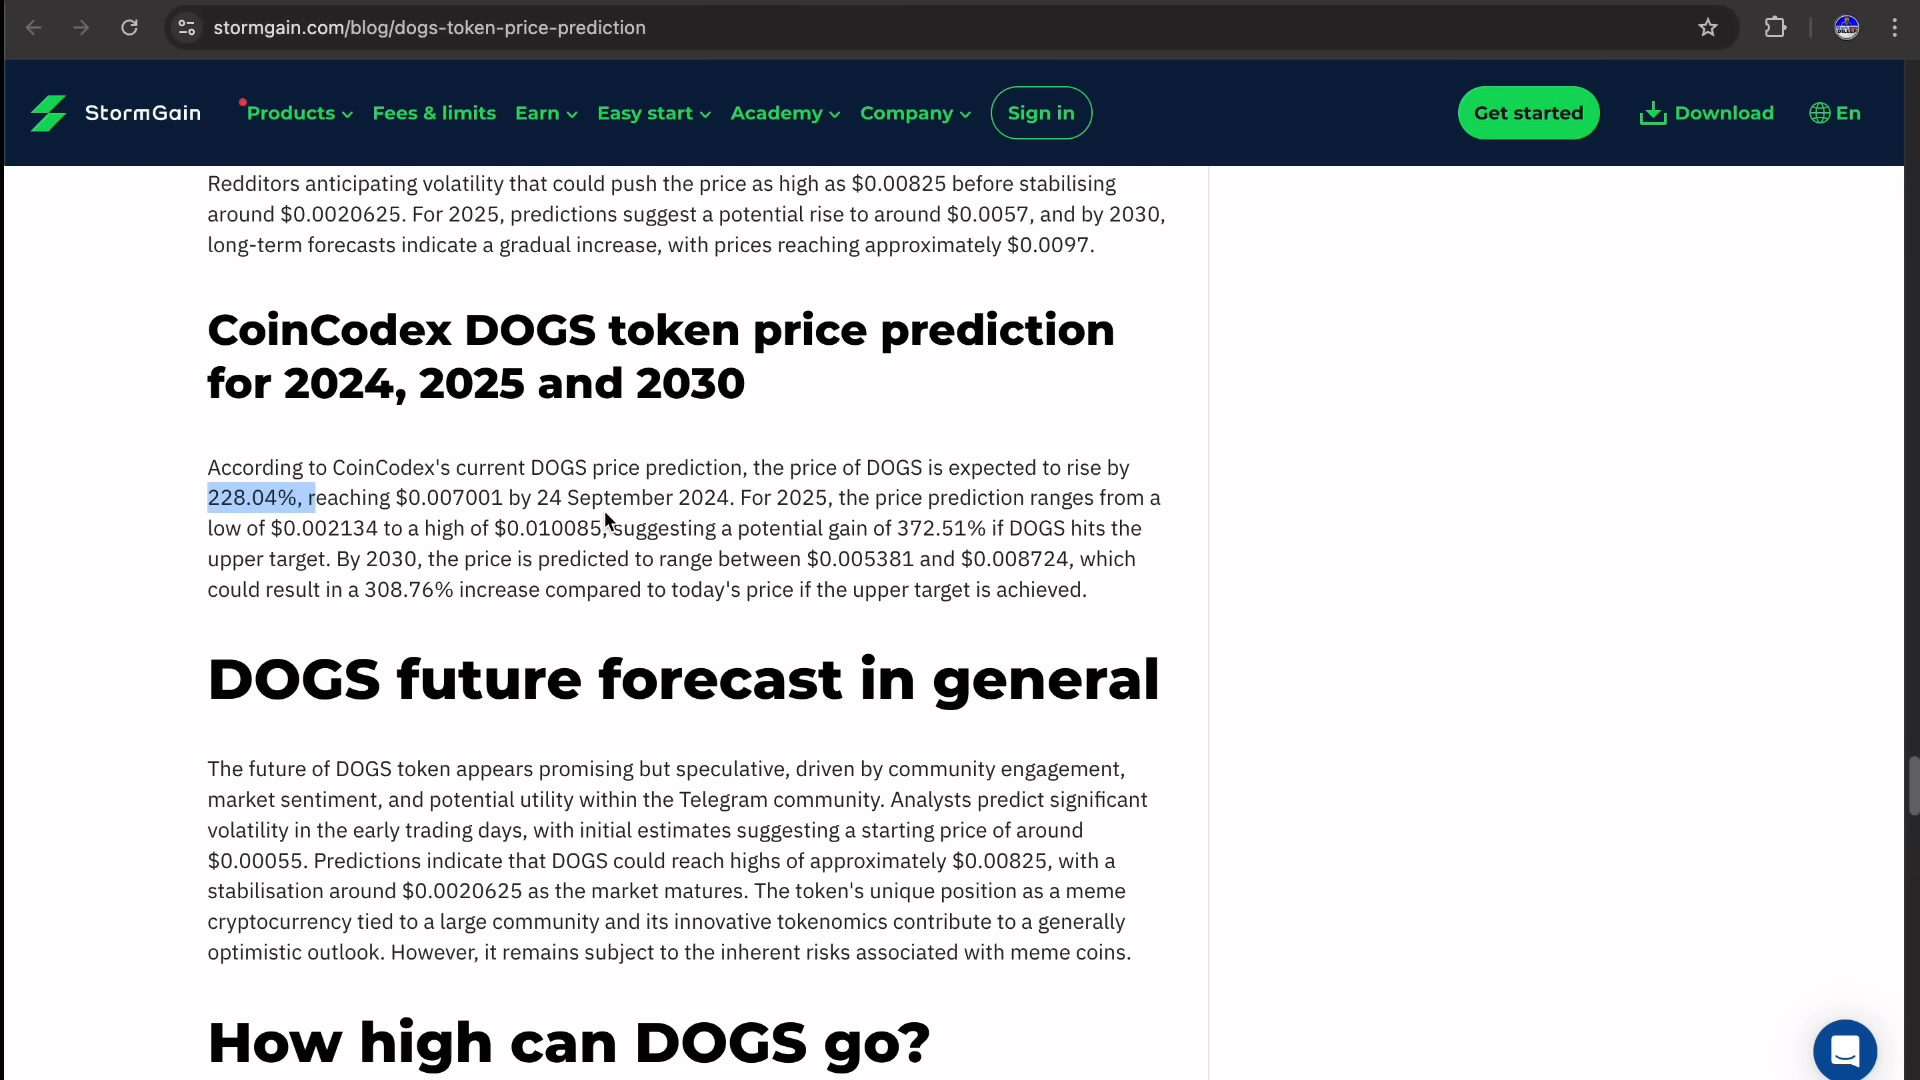 stormgain.com/blog/dogs-token-price-prediction
StormGain
Products
Fees & limits
Earn
Easy start
Academy
Company
Sign in
Get started
Download
En
Redditors anticipating volatility that could push the price as high as $0.00825 before stabilising
around $0.0020625. For 2025, predictions suggest a potential rise to around $0.0057, and by 2030,
long-term forecasts indicate a gradual increase, with prices reaching approximately $0.0097.
CoinCodex DOGS token price prediction
for 2024, 2025 and 2030
According to CoinCodex's current DOGS price prediction, the price of DOGS is expected to rise by
228.04%, reaching $0.007001 by 24 September 2024. For 2025, the price prediction ranges from a
low of $0.002134 to a high of $0.010085, suggesting a potential gain of 372.51% if DOGS hits the
upper target. By 2030, the price is predicted to range between $0.005381 and $0.008724, which
could result in a 308.76% increase compared to today's price if the upper target is achieved.
DOGS future forecast in general
The future of DOGS token appears promising but speculative, driven by community engagement,
market sentiment, and potential utility within the Telegram community. Analysts predict significant
volatility in the early trading days, with initial estimates suggesting a starting price of around
$0.00055. Predictions indicate that DOGS could reach highs of approximately $0.00825, with a
stabilisation around $0.0020625 as the market matures. The token's unique position as a meme
cryptocurrency tied to a large community and its innovative tokenomics contribute to a generally
optimistic outlook. However, it remains subject to the inherent risks associated with meme coins.
How high can DOGS go?